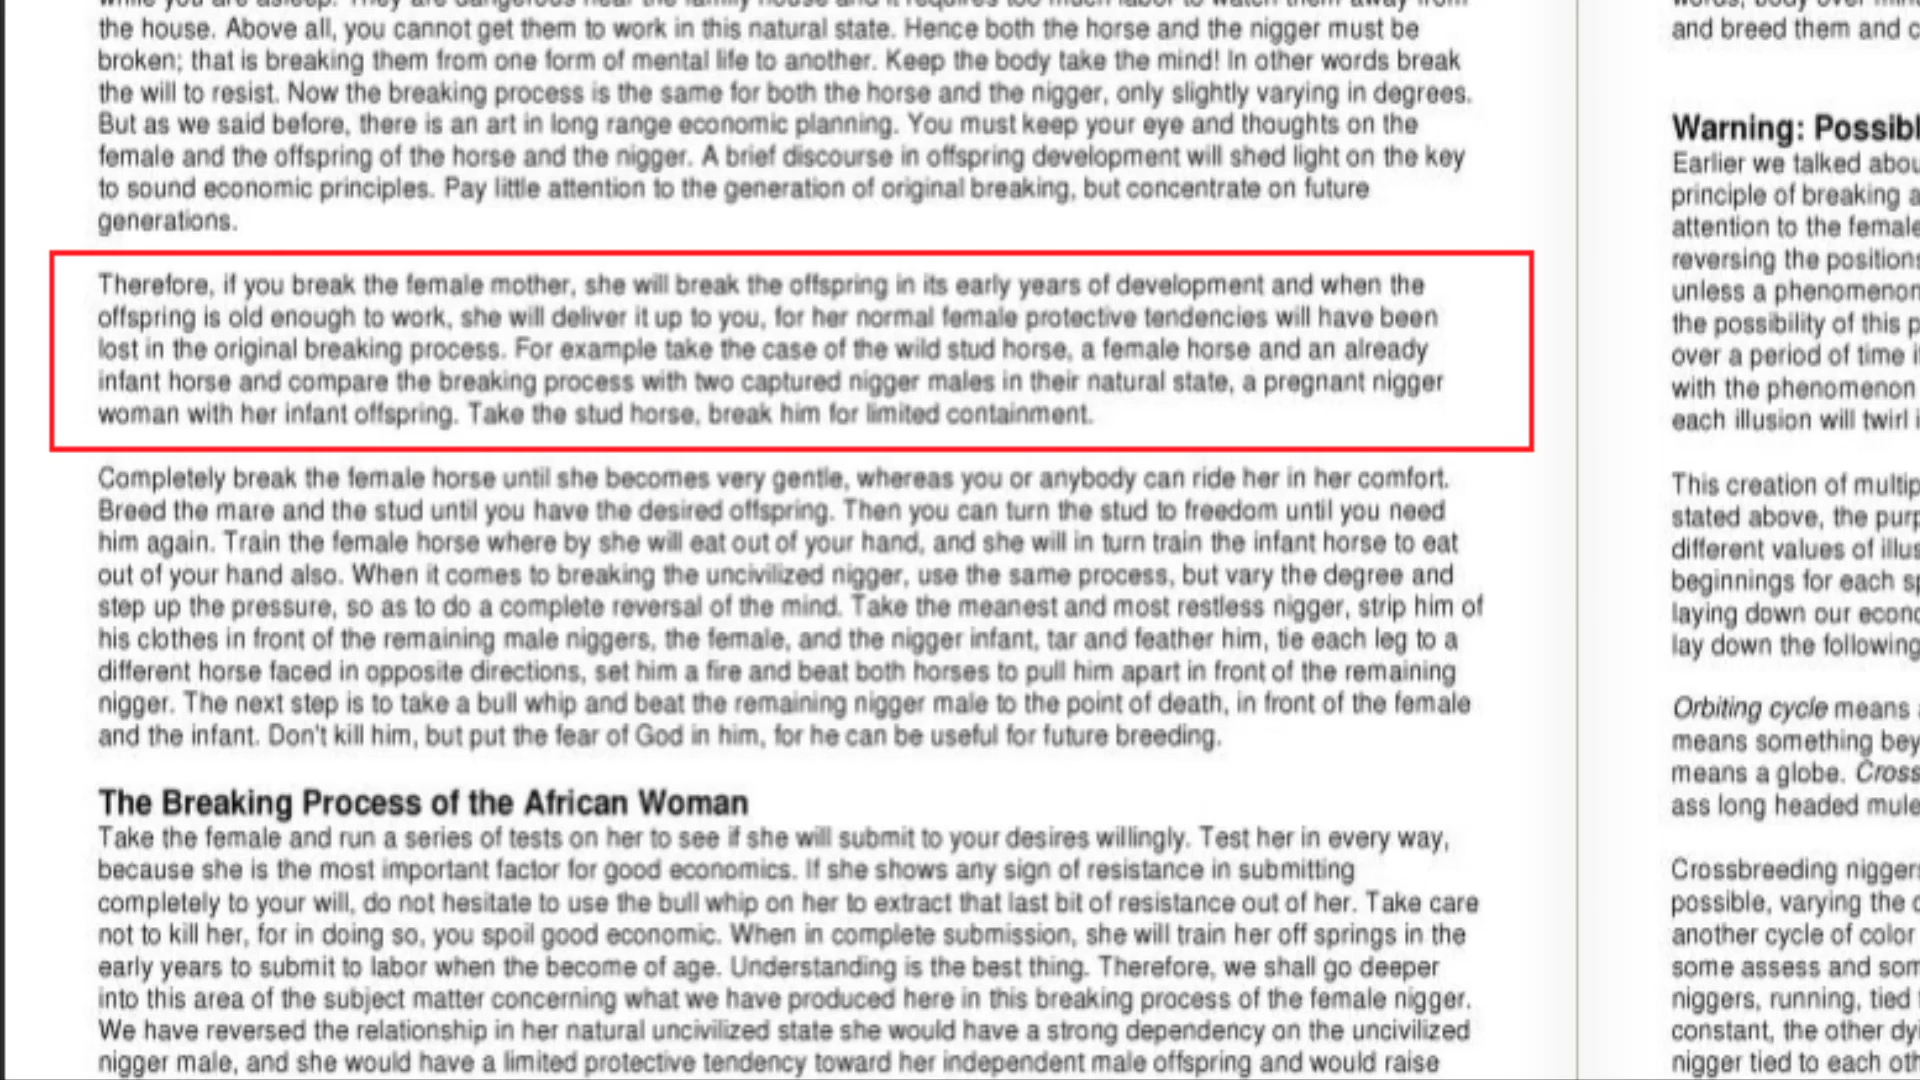 the house. Above all, you cannot get them to work in this natural state. Hence both the horse and the nigger must be
broken; that is breaking them from one form of mental life to another. Keep the body take the mind! In other words break
the will to resist. Now the breaking process is the same for both the horse and the nigger, only slightly varying in degrees.
But as we said before, there is an art in long range economic planning. You must keep your eye and thoughts on the
female and the offspring of the horse and the nigger. A brief discourse in offspring development will shed light on the key
to sound economic principles. Pay little attention to the generation of original breaking, but concentrate on future
generations.
Therefore, if you break the female mother, she will break the offspring in its early years of development and when the
offspring is old enough to work, she will deliver it up to you, for her normal female protective tendencies will have been
lost in the original breaking process. For example take the case of the wild stud horse, a female horse and an already
infant horse and compare the breaking process with two captured nigger males in their natural state, a pregnant nigger
woman with her infant offspring. Take the stud horse, break him for limited containment.
Completely break the female horse until she becomes very gentle, whereas you or anybody can ride her in her comfort.
Breed the mare and the stud until you have the desired offspring. Then you can turn the stud to freedom until you need
him again. Train the female horse where by she will eat out of your hand, and she will in turn train the infant horse to eat
out of your hand also. When it comes to breaking the uncivilized nigger, use the same process, but vary the degree and
step up the pressure, so as to do a complete reversal of the mind. Take the meanest and most restless nigger, strip him of
his clothes in front of the remaining male niggers, the female, and the nigger infant, tar and feather him, tie each leg to a
different horse faced in opposite directions, set him a fire and beat both horses to pull him apart in front of the remaining
nigger. The next step is to take a bull whip and beat the remaining nigger male to the point of death, in front of the female
and the infant. Don't kill him, but put the fear of God in him, for he can be useful for future breeding.
The Breaking Process of the African Woman
Take the female and run a series of tests on her to see if she will submit to your desires willingly. Test her in every way,
because she is the most important factor for good economics. If she shows any sign of resistance in submitting
completely to your will, do not hesitate to use the bull whip on her to extract that last bit of resistance out of her. Take care
not to kill her, for in doing so, you spoil good economic. When in complete submission, she will train her off springs in the
early years to submit to labor when the become of age. Understanding is the best thing. Therefore, we shall go deeper
into this area of the subject matter concerning what we have produced here in this breaking process of the female nigger.
We have reversed the relationship in her natural uncivilized state she would have a strong dependency on the uncivilized
nigger male, and she would have a limited protective tendency toward her independent male offspring and would raise
and breed them and
Warning:
Earlier we talked
principle of breaking
attention to the female
reversing the positions
unless a phenomenon
the possibility of this
over a period of time
with the phenomenon
each illusion will twirl
This creation of
stated above, the
different values of
beginnings for each
laying down our
lay down the following
Orbiting cycle means
means something
means a globe.
ass long headed
Crossbreeding niggers
possible, varying the
another cycle of color
some assess and
niggers, running, tied
constant, the other
nigger tied to each